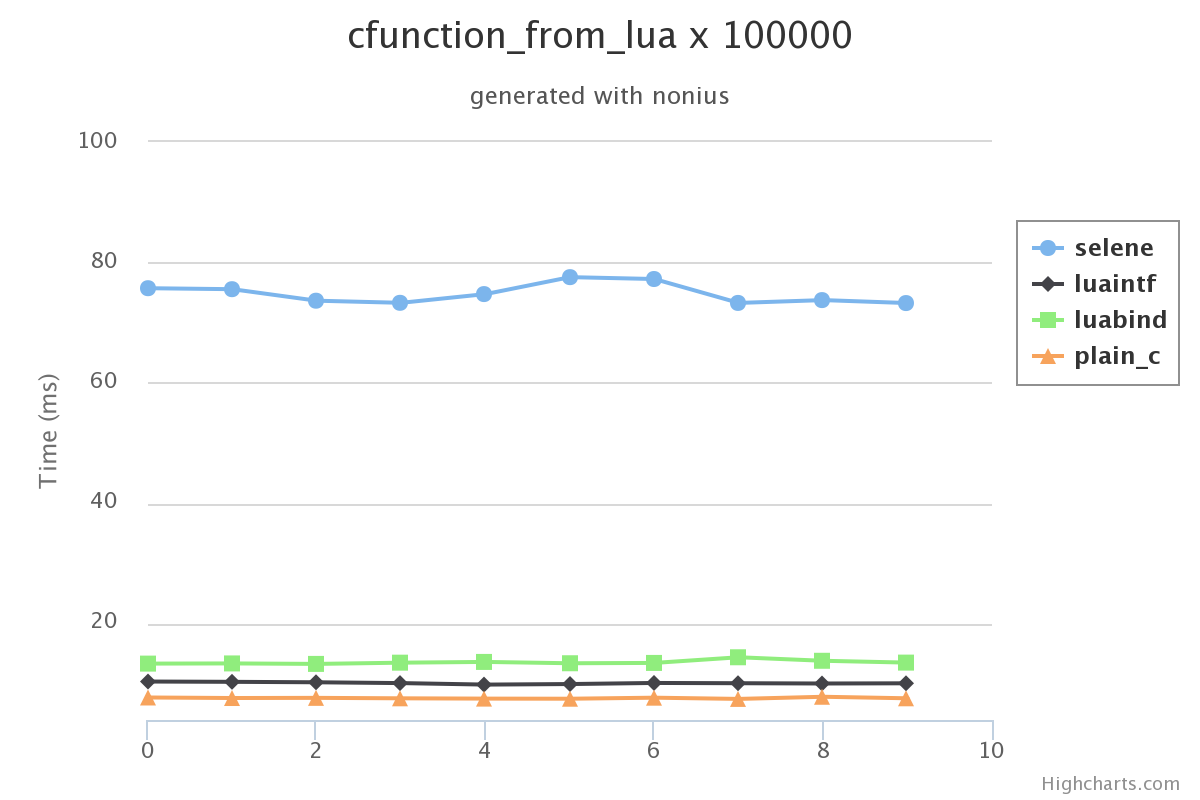 cfunction_from_lua x 100000
generated with nonius
100
80
60
40
20
Time (ms)
0 2 4 6 8 10
selene
luaintf
luabind
plain_c
Highcharts.com